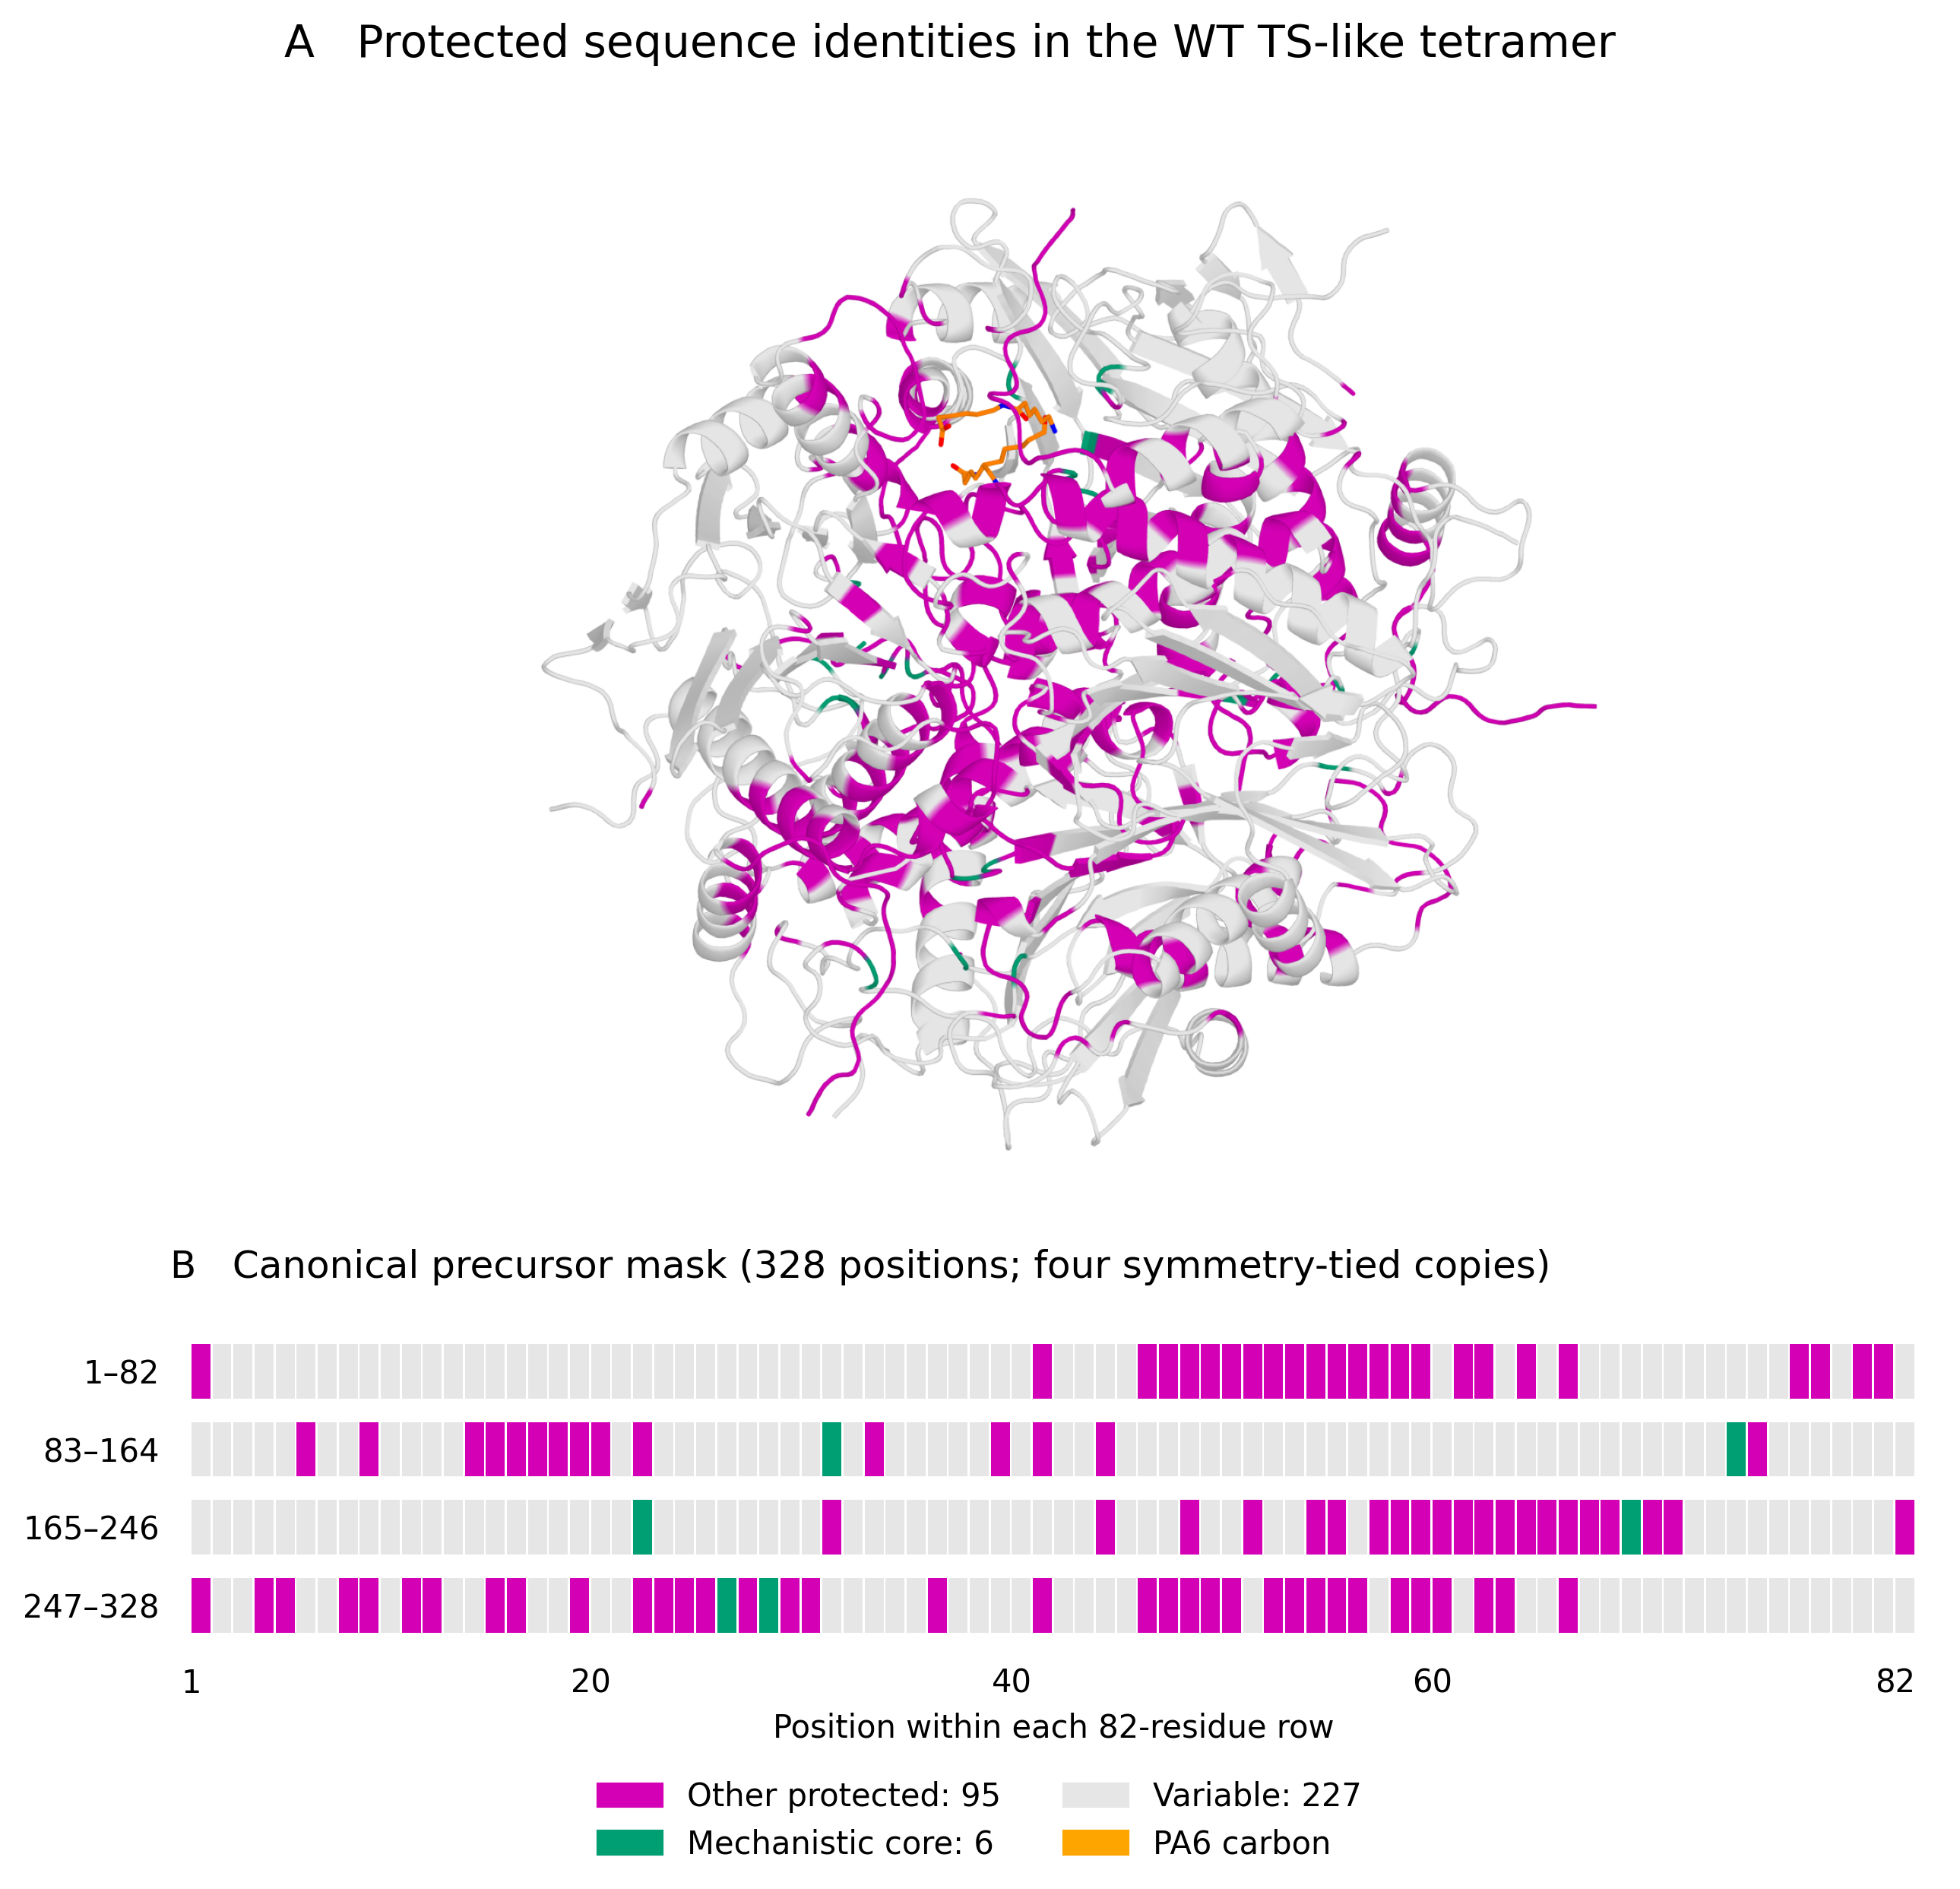 A Protected sequence identities in the WT TS-like tetramer
B Canonical precursor mask (328 positions; four symmetry-tied copies)
1–82
83–164
165–246
247–328
1 20 40 60 82
Position within each 82-residue row
Other protected: 95 Variable: 227
Mechanistic core: 6 PA6 carbon